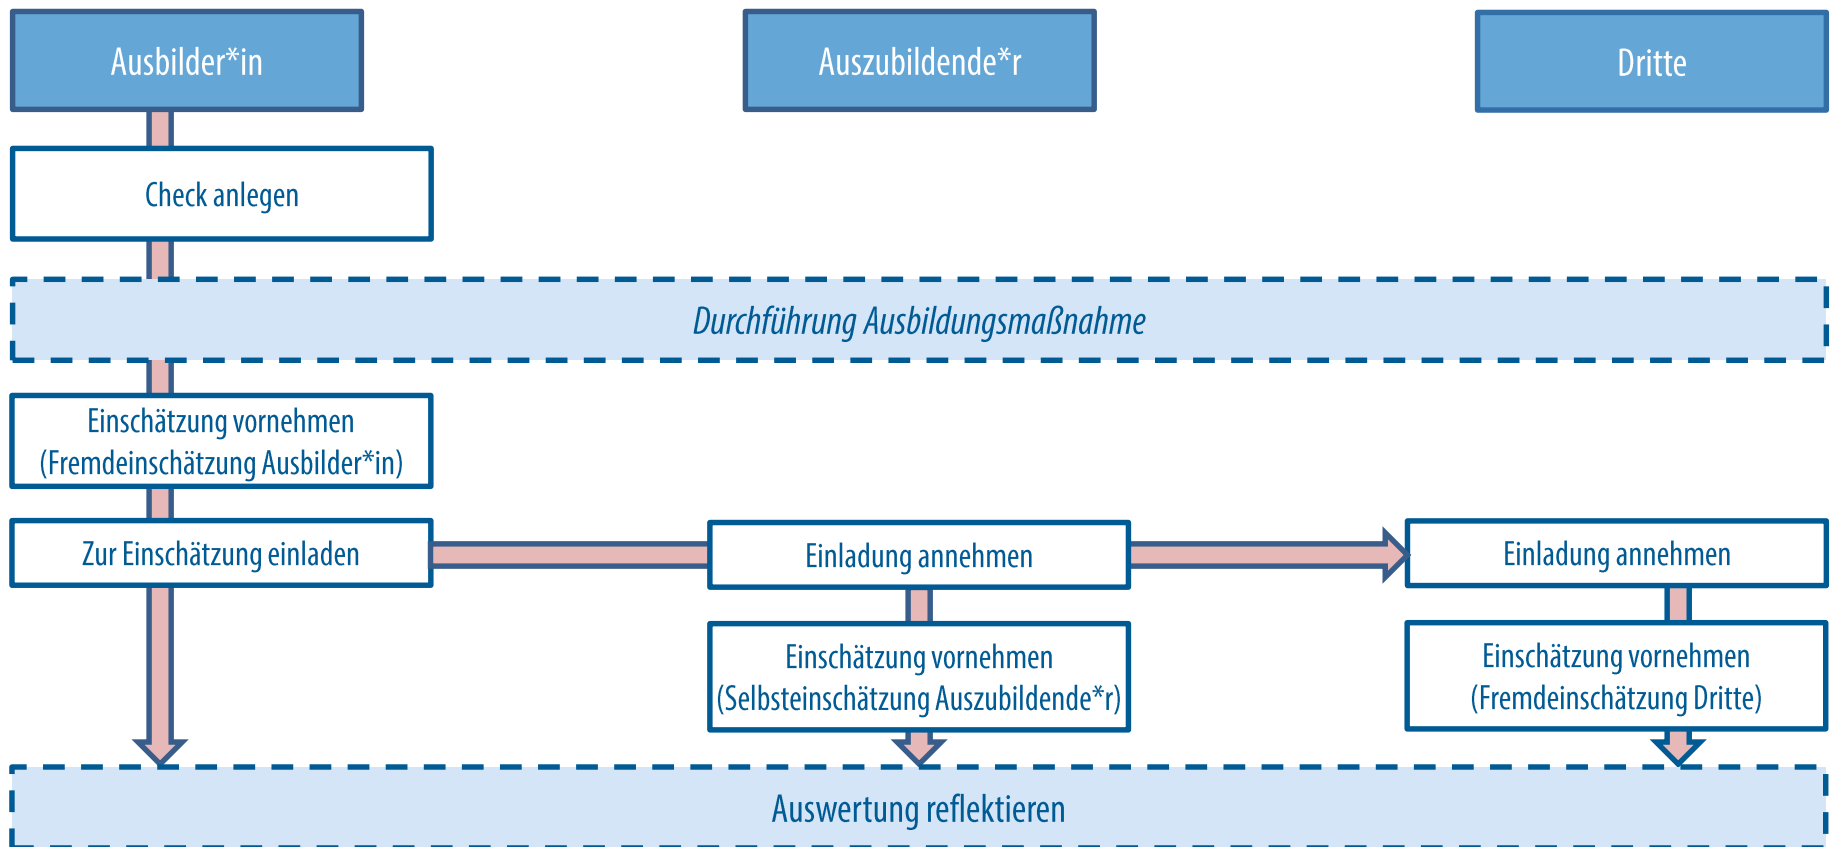 Ausbilder*in
Auszubildende*r
Dritte
Check anlegen
Durchführung Ausbildungsmaßnahme
Einschätzung vornehmen
(Fremdeinschätzung Ausbilder*in)
Zur Einschätzung einladen
Einladung annehmen
Einladung annehmen
Einschätzung vornehmen
(Selbsteinschätzung Auszubildende*r)
Einschätzung vornehmen
(Fremdeinschätzung Dritte)
Auswertung reflektieren